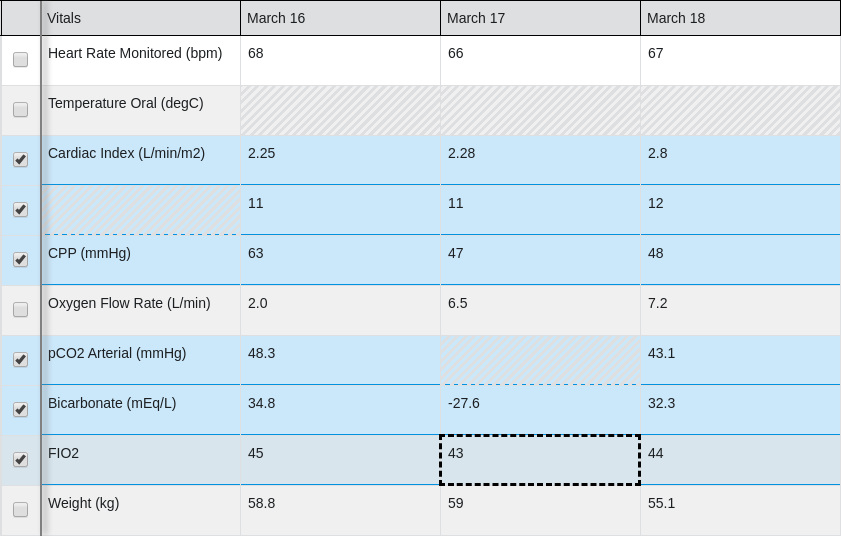 Vitals March 16 March 17 March 18
Heart Rate Monitored (bpm) 68 66 67
Temperature Oral (degC)
Cardiac Index (L/min/m2) 2.25 2.28 2.8
11 11 12
CPP (mmHg) 63 47 48
Oxygen Flow Rate (L/min) 2.0 6.5 7.2
pCO2 Arterial (mmHg) 48.3 43.1
Bicarbonate (mEq/L) 34.8 -27.6 32.3
FIO2 45 43 44
Weight (kg) 58.8 59 55.1